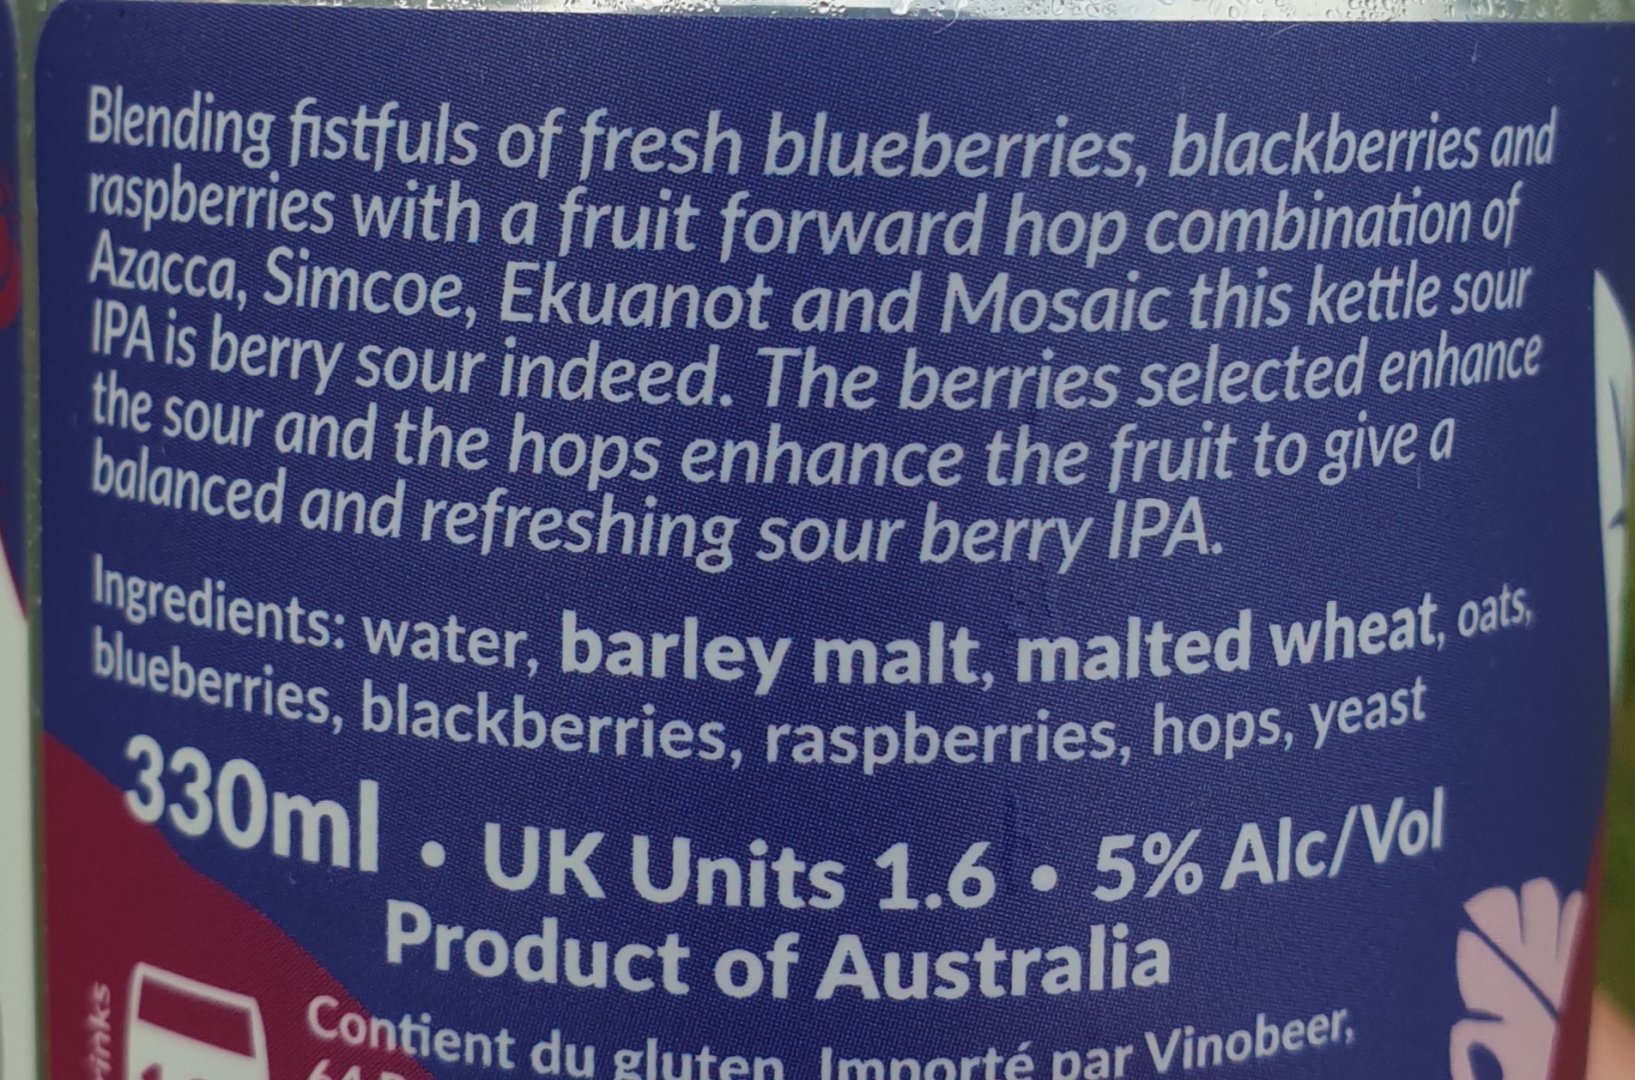 Blending fistfuls of fresh blueberries, blackberries and
raspberries with a fruit forward hop combination of
Azacca, Simcoe, Ekuanot and Mosaic this kettle sour
IPA is berry sour indeed. The berries selected enhance
the sour and the hops enhance the fruit to give a
balanced and refreshing sour berry IPA.
Ingredients: water, barley malt, malted wheat, oats,
blueberries, blackberries, raspberries, hops, yeast
330ml • UK Units 1.6 • 5% Alc/Vol
Product of Australia
Contient du gluten Importé par Vinobeer,